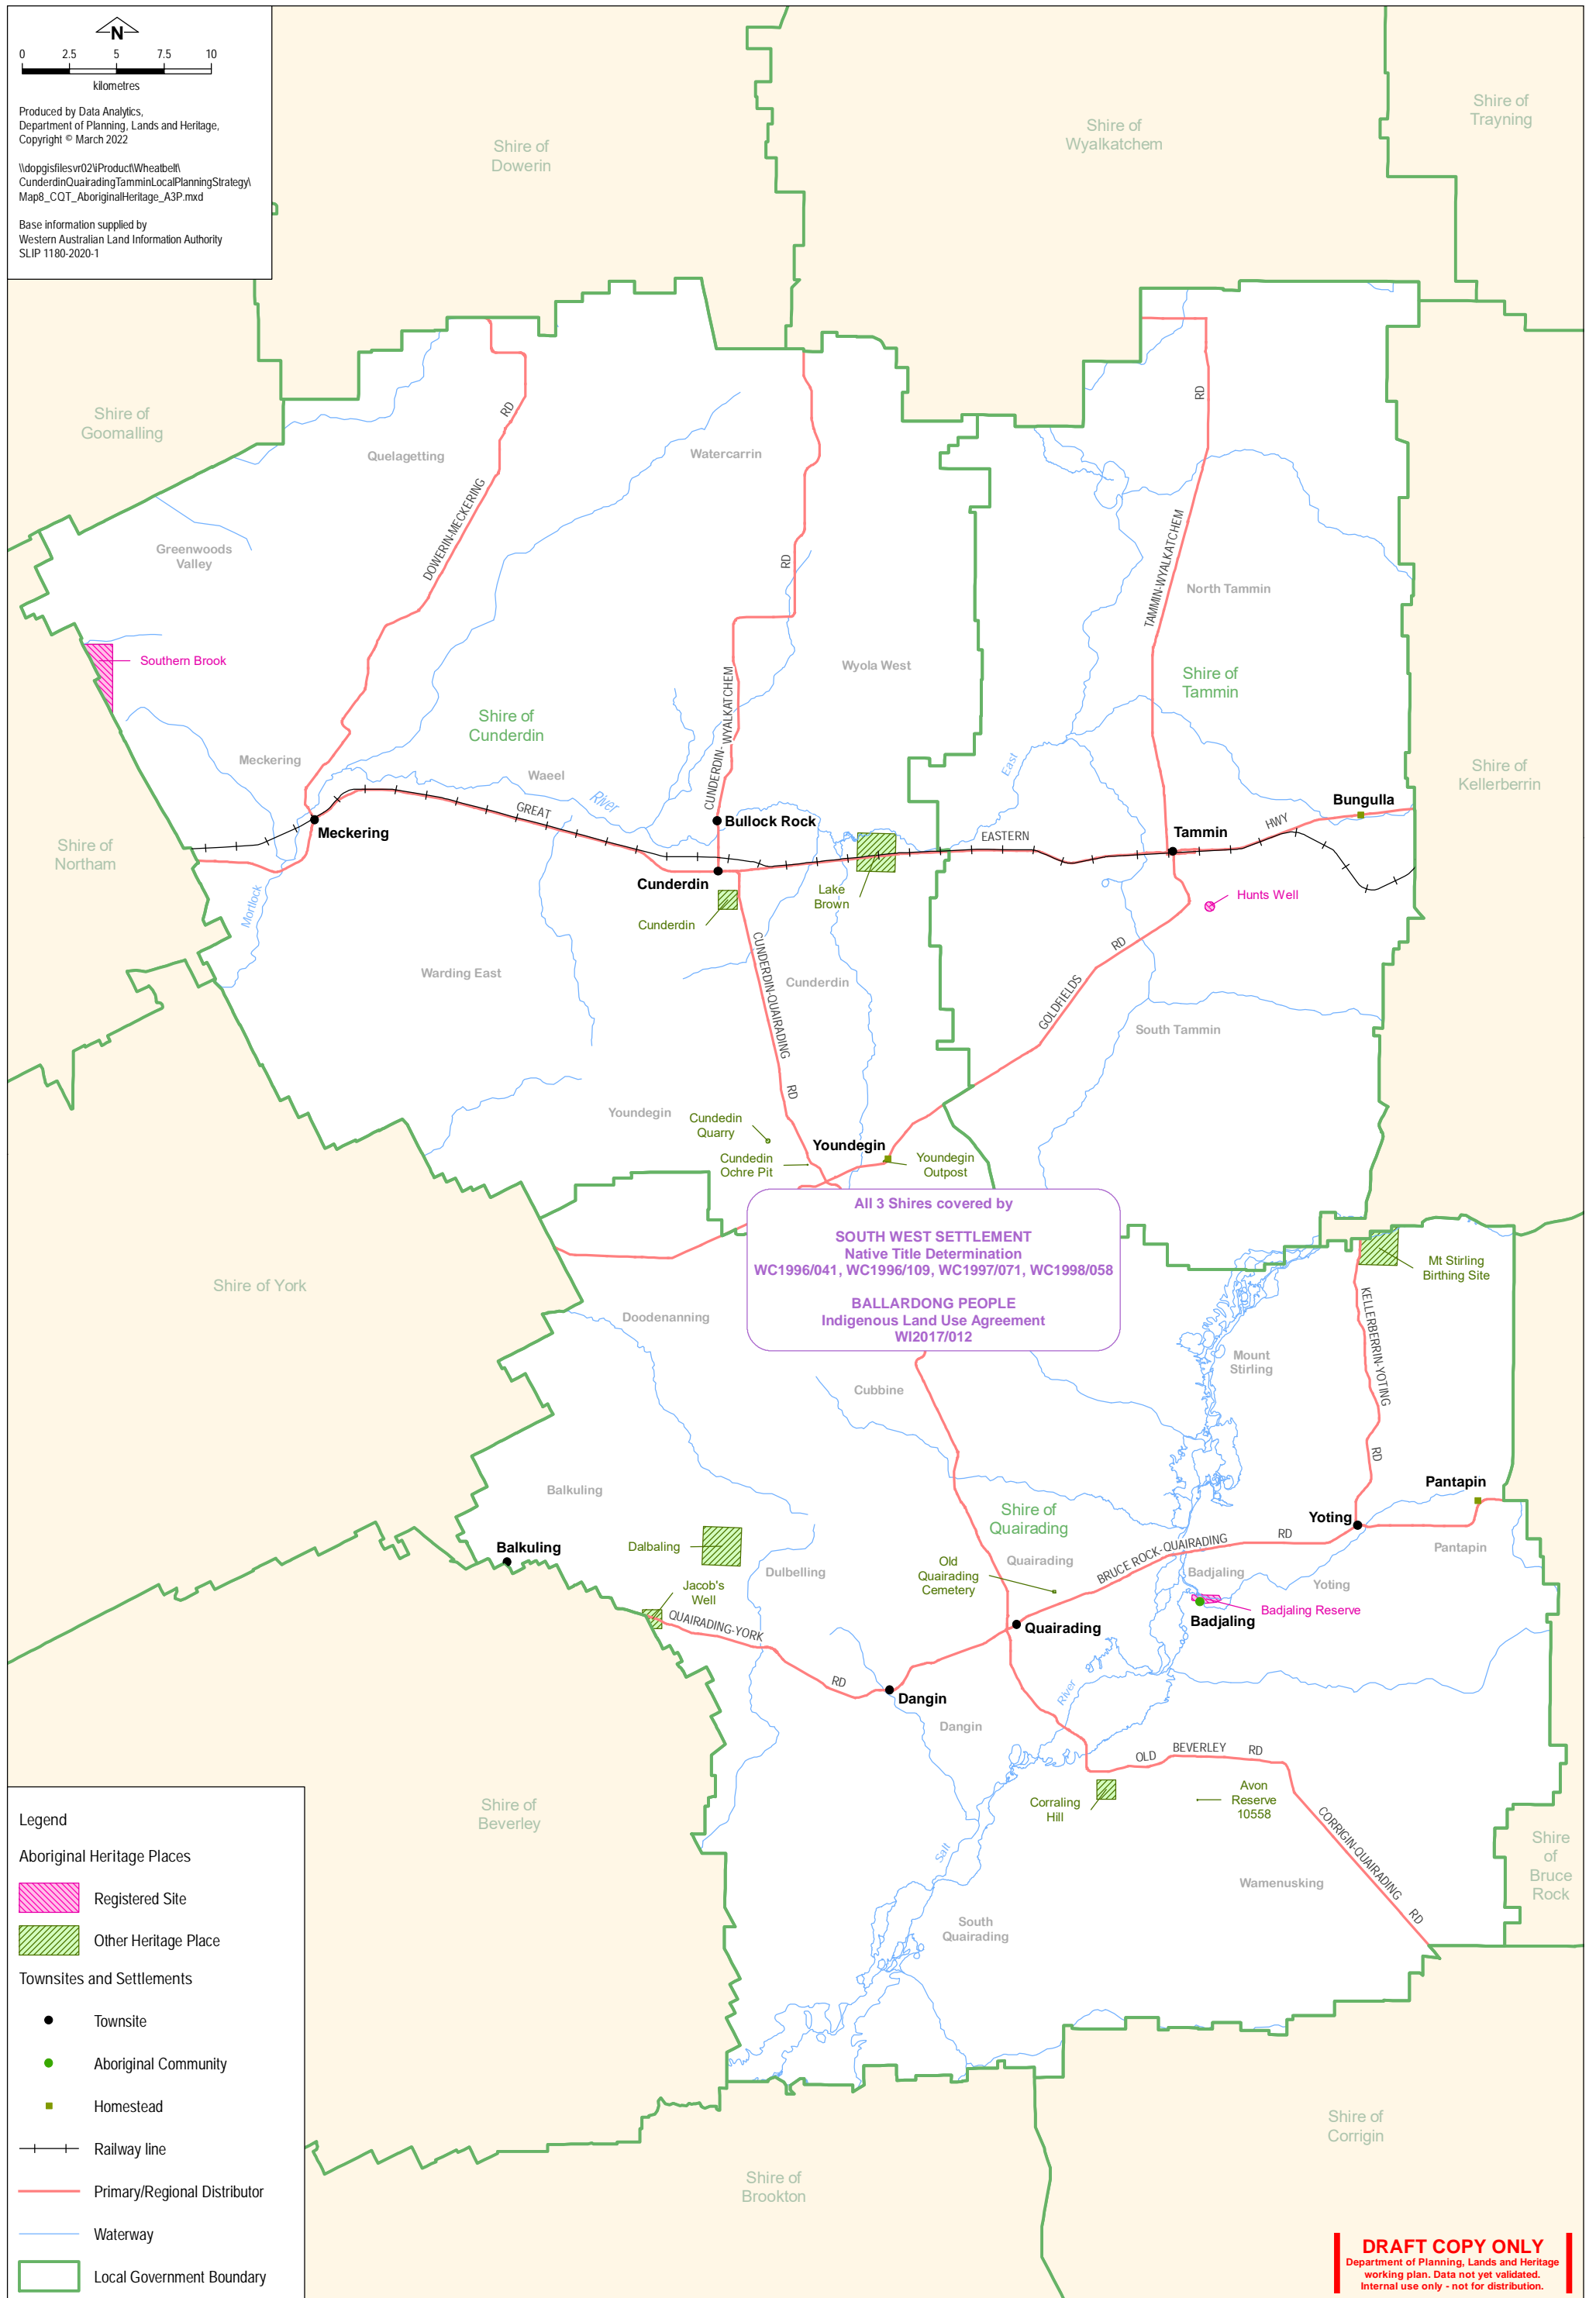 N
0 2.5 5 7.5 10
kilometres
Produced by Data Analytics,
Department of Planning, Lands and Heritage,
Copyright © March 2022
\\dopgisfilesvr02\iProduct\Wheatbelt\
CunderdinQuairadingTamminLocalPlanningStrategy\
Map8_CQT_AboriginalHeritage_A3P.mxd
Base information supplied by
Western Australian Land Information Authority
SLIP 1180-2020-1
Shire of
Dowerin
Shire of
Wyalkatchem
Shire of
Trayning
Shire of
Goomalling
Quelagetting
RD
Watercarrin
RD
Greenwoods
Valley
DOWERIN-MECKERING
RD
TAMMIN-WYALKATCHEM
North Tammin
Southern Brook
Wyola West
Shire of
Tammin
Shire of
Cunderdin
CUNDERDIN-WYALKATCHEM
Meckering
Waeel
East
Shire of
Kellerberrin
River
GREAT
Bungulla
Meckering
Bullock Rock
EASTERN
Tammin
HWY
Shire of
Northam
Cunderdin
Lake
Brown
Hunts Well
Mortlock
Cunderdin
RD
Warding East
CUNDERDIN-QUAIRADING
Cunderdin
GOLDFIELDS
South Tammin
RD
Youndegin
Cundedin
Quarry
Youndegin
Cundedin
Ochre Pit
Youndegin
Outpost
All 3 Shires covered by
SOUTH WEST SETTLEMENT
Native Title Determination
WC1996/041, WC1996/109, WC1997/071, WC1998/058
BALLARDONG PEOPLE
Indigenous Land Use Agreement
WI2017/012
Mt Stirling
Birthing Site
Shire of York
Doodenanning
KELLERBERRIN-YOTING
Mount
Stirling
Cubbine
RD
Balkuling
Pantapin
Shire of
Quairading
Yoting
Balkuling
Dalbaling
RD
Pantapin
BRUCE ROCK-QUAIRADING
Old
Quairading
Cemetery
Quairading
Dulbelling
Badjaling
Yoting
Jacob's
Well
Badjaling Reserve
QUAIRADING-YORK
Quairading
Badjaling
RD
River
Dangin
Dangin
OLD BEVERLEY RD
Shire of
Beverley
Corraling
Hill
Avon
Reserve
10558
CORRIGIN-QUAIRADING
RD
Shire
of
Bruce
Rock
Salt
Wamenusking
South
Quairading
Legend
Aboriginal Heritage Places
Registered Site
Other Heritage Place
Townsites and Settlements
Townsite
Aboriginal Community
Homestead
Railway line
Primary/Regional Distributor
Waterway
Local Government Boundary
Shire of
Corrigin
Shire of
Brookton
DRAFT COPY ONLY
Department of Planning, Lands and Heritage
working plan. Data not yet validated.
Internal use only - not for distribution.